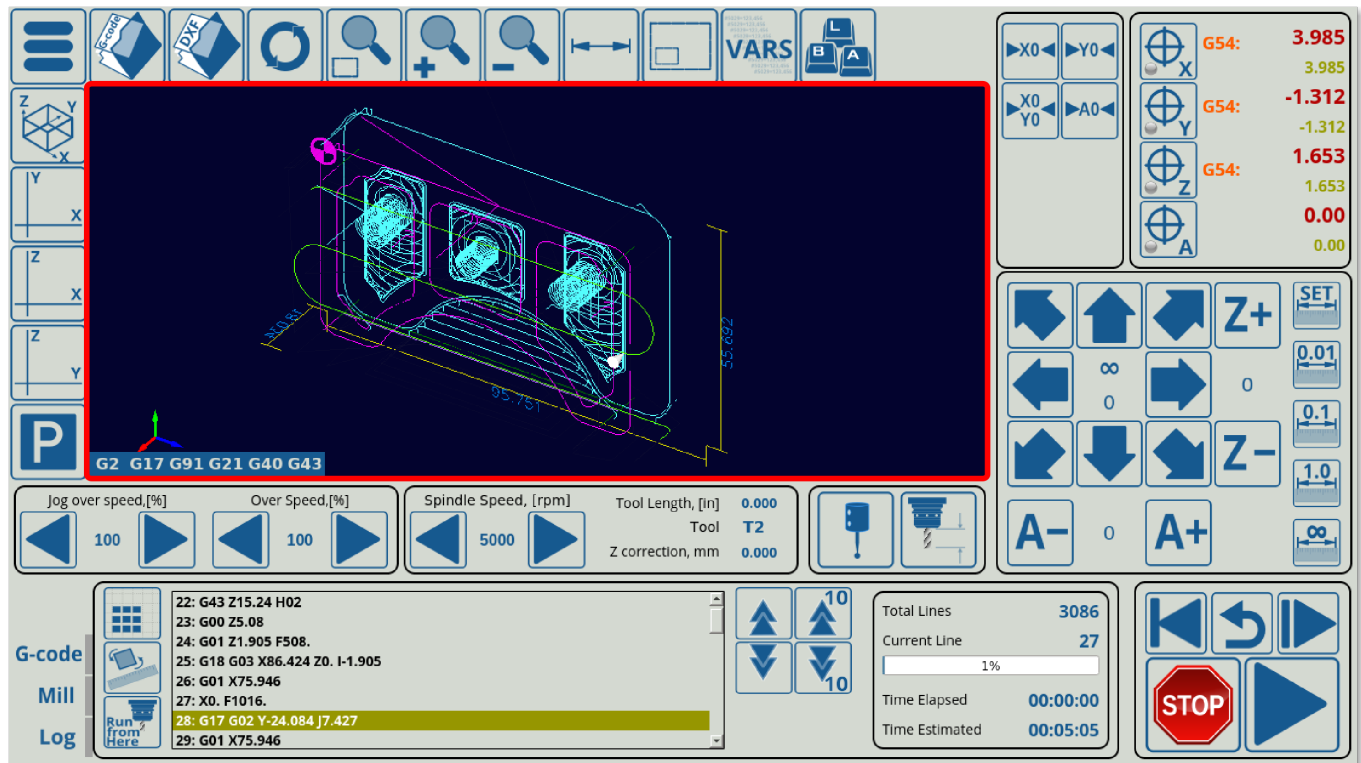 G-code
DXF
#5029=123.456
VARS
L
B
A
X0
Y0
X0
Y0
A0
X
G54:
3.985
3.985
Y
G54:
-1.312
-1.312
Z
G54:
1.653
1.653
A
0.00
0.00
Z
Y
X
Y
X
Z
X
Z
Y
P
55.692
95.751
G2 G17 G91 G21 G40 G43
Z+
∞
0
0
Z-
A-
0
A+
SET
0.01
0.1
1.0
∞
Jog over speed,[%]
100
Over Speed,[%]
100
Spindle Speed, [rpm]
5000
Tool Length, [in] 0.000
Tool T2
Z correction, mm 0.000
G-code
Mill
Log
Run
from
Here
22: G43 Z15.24 H02
23: G00 Z5.08
24: G01 Z1.905 F508.
25: G18 G03 X86.424 Z0. I-1.905
26: G01 X75.946
27: X0. F1016.
28: G17 G02 Y-24.084 J7.427
29: G01 X75.946
10
10
Total Lines 3086
Current Line 27
1%
Time Elapsed 00:00:00
Time Estimated 00:05:05
STOP